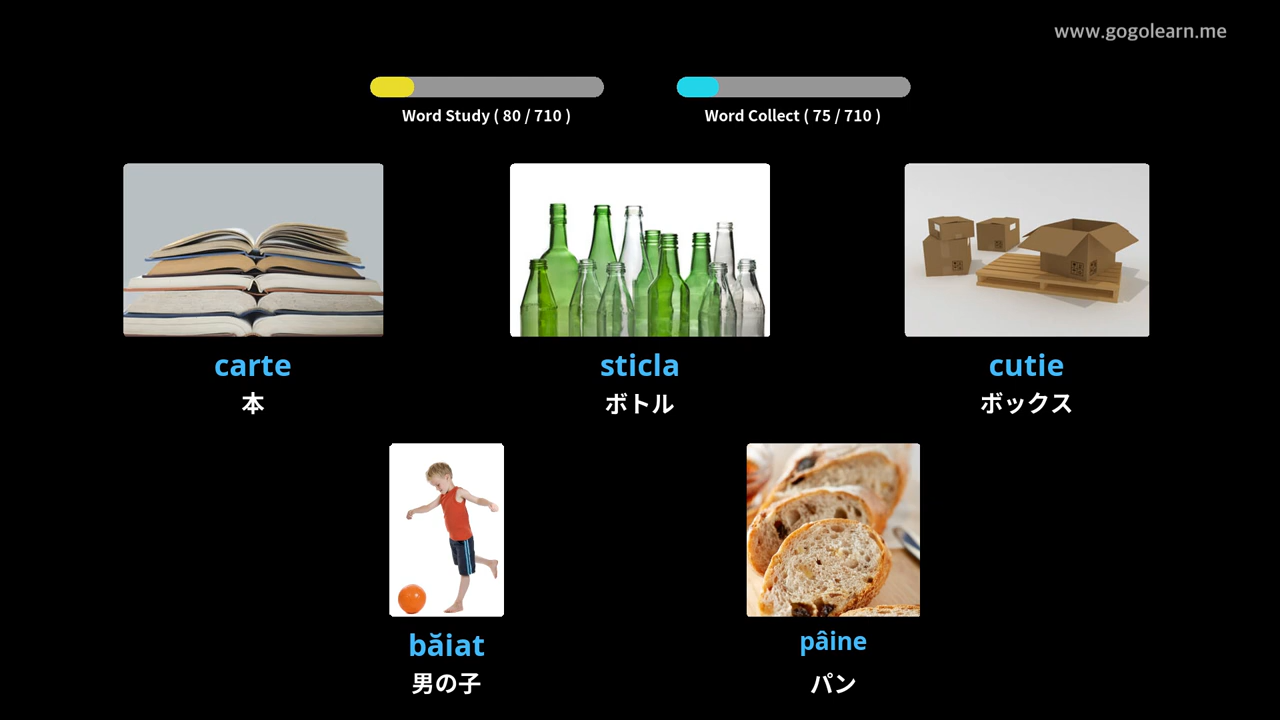 www.gogolearn.me
Word Study ( 80 / 710 )
Word Collect ( 75 / 710 )
carte
本
sticla
ボトル
cutie
ボックス
băiat
男の子
pâine
パン